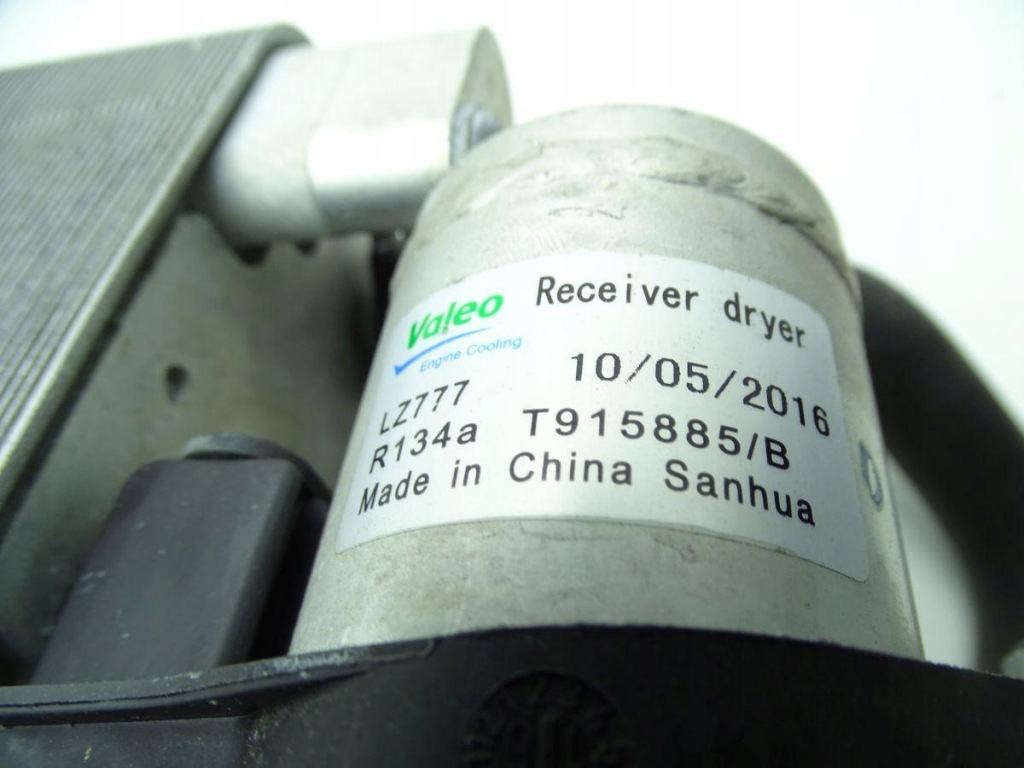 Valeo Receiver dryer
Engine Cooling
LZ777 10/05/2016
R134a T915885/B
Made in China Sanhua